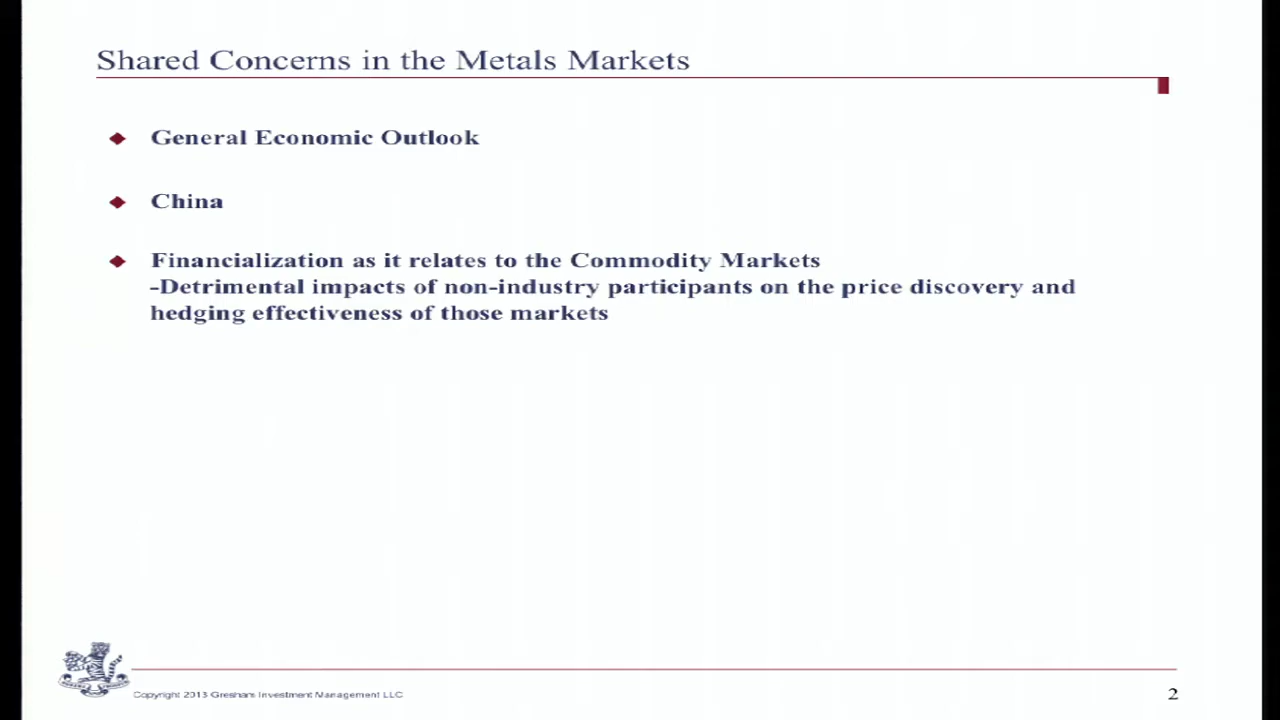 Shared Concerns in the Metals Markets
General Economic Outlook
China
Financialization as it relates to the Commodity Markets
-Detrimental impacts of non-industry participants on the price discovery and
hedging effectiveness of those markets
Copyright 2013 Gresham Investment Management LLC
2